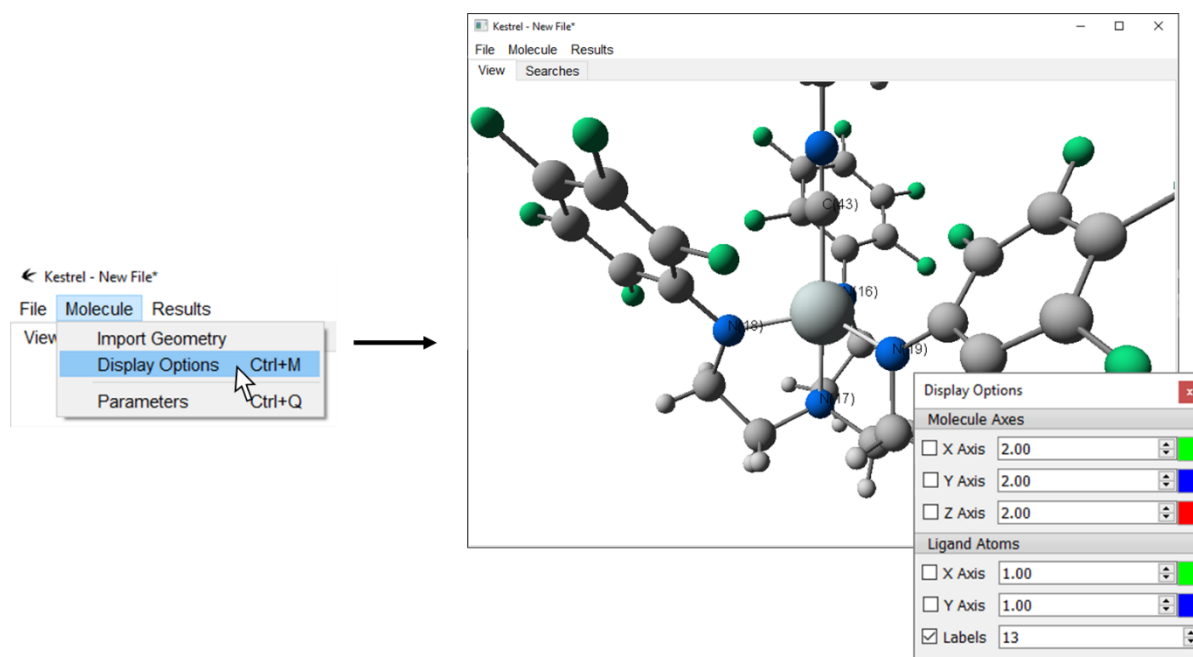 Kestrel - New File*
File Molecule Results
View
Import Geometry
Display Options Ctrl+M
Parameters Ctrl+Q
Kestrel - New File*
File Molecule Results
View Searches
C(43)
N(16)
N(18)
N(19)
N(17)
Display Options x
Molecule Axes
X Axis 2.00
Y Axis 2.00
Z Axis 2.00
Ligand Atoms
X Axis 1.00
Y Axis 1.00
Labels 13